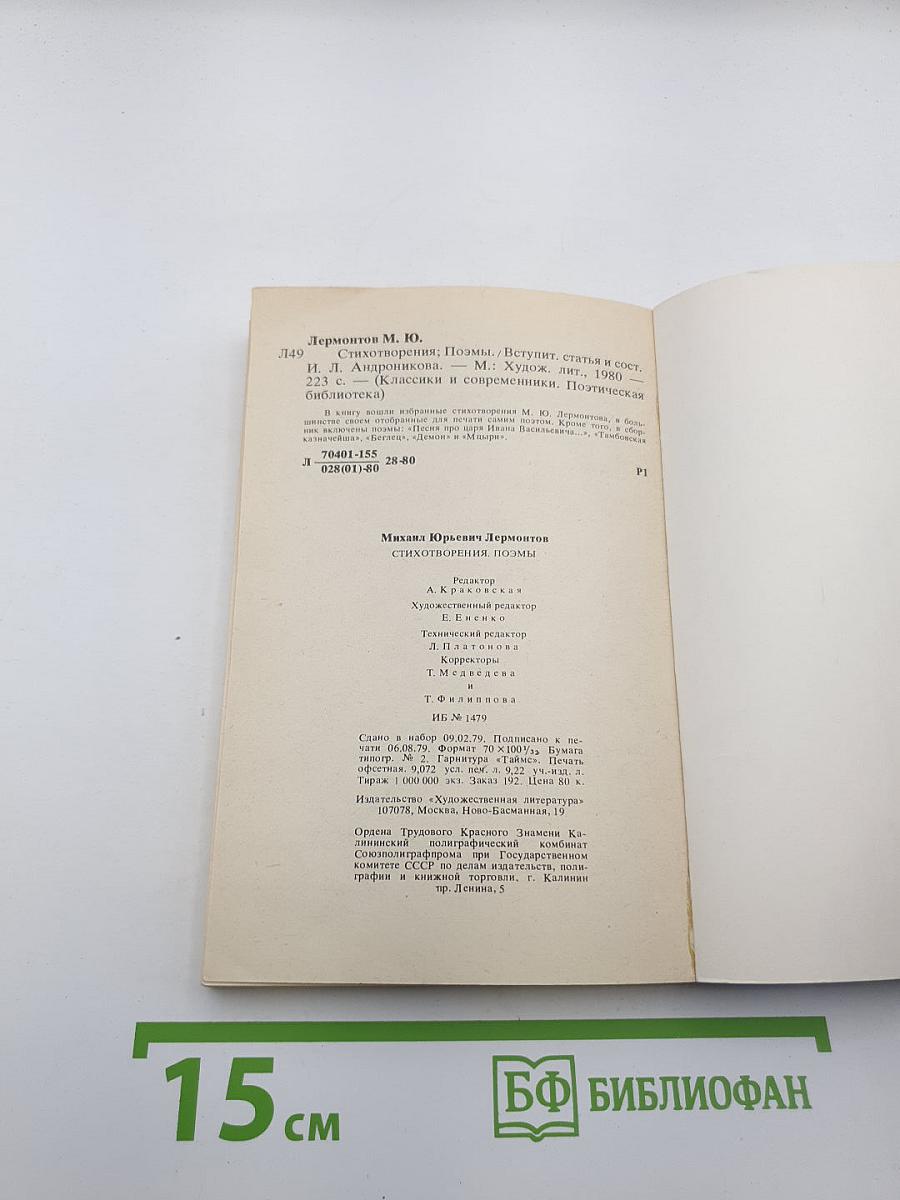 Лермонтов М. Ю.
Л49 Стихотворения; Поэмы. / Вступит. статья и сост.
И. Л. Андроникова. — М.: Худож. лит., 1980 —
223 с. — (Классики и современники. Поэтическая
библиотека)
В книгу вошли избранные стихотворения М. Ю. Лермонтова, в боль-
шинстве своем отобранные для печати самим поэтом. Кроме того, в сбор-
ник включены поэмы: «Песня про царя Ивана Васильевича...», «Тамбовская
казначейша», «Беглец», «Демон» и «Мцыри».
Л 70401-155
028(01)-80 28-80
Р1
Михаил Юрьевич Лермонтов
СТИХОТВОРЕНИЯ. ПОЭМЫ
Редактор
А. Краковская
Художественный редактор
Е. Ененко
Технический редактор
Л. Платонова
Корректоры
Т. Медведева
и
Т. Филиппова
ИБ № 1479
Сдано в набор 09.02.79. Подписано к пе-
чати 06.08.79. Формат 70×100 1/32. Бумага
типогр. № 2. Гарнитура «Таймс». Печать
офсетная. 9,072 усл. печ. л. 9,22 уч.-изд. л.
Тираж 1 000 000 экз. Заказ 192. Цена 80 к.
Издательство «Художественная литература»
107078, Москва, Ново-Басманная, 19
Ордена Трудового Красного Знамени Ка-
лининский полиграфический комбинат
Союзполиграфпрома при Государственном
комитете СССР по делам издательств, поли-
графии и книжной торговли. г. Калинин
пр. Ленина, 5
15 см
БФ БИБЛИОФАН